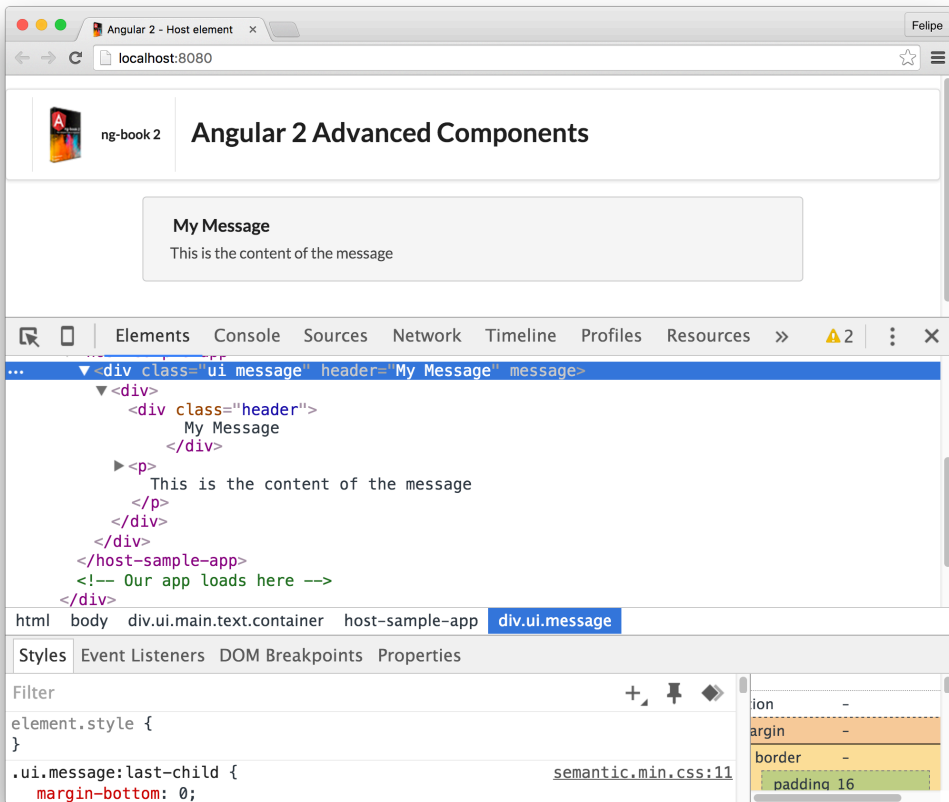 Angular 2 - Host element
Felipe
localhost:8080
ng-book 2
Angular 2 Advanced Components
My Message
This is the content of the message
Elements Console Sources Network Timeline Profiles Resources » 2
... ▼<div class="ui message" header="My Message" message>
▼<div>
<div class="header">
My Message
</div>
▶<p>
This is the content of the message
</p>
</div>
</div>
</host-sample-app>
<!-- Our app loads here -->
</div>
html body div.ui.main.text.container host-sample-app div.ui.message
Styles Event Listeners DOM Breakpoints Properties
Filter
element.style {
}
.ui.message:last-child { semantic.min.css:11
margin-bottom: 0;
tion -
argin -
border -
padding 16